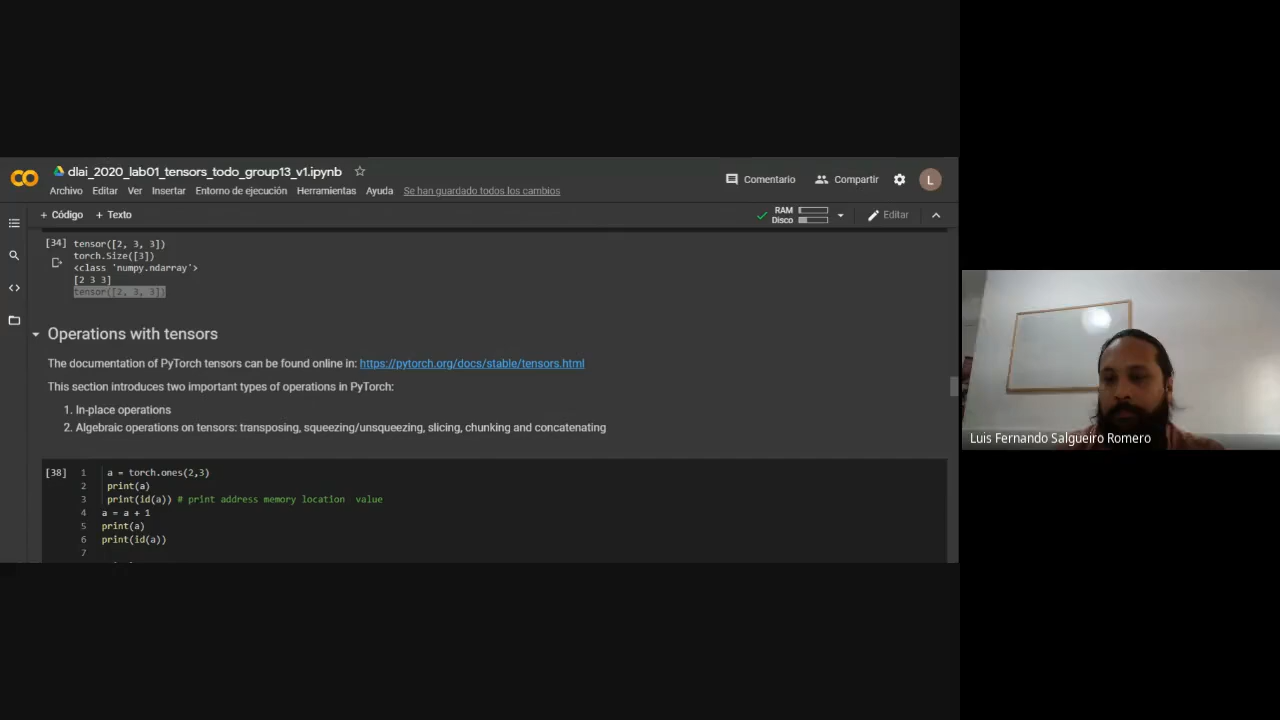 dlai_2020_lab01_tensors_todo_group13_v1.ipynb
Comentario
Compartir
L
Archivo Editar Ver Insertar Entorno de ejecución Herramientas Ayuda Se han guardado todos los cambios
+ Código + Texto
RAM
Disco
Editar
[34] tensor([2, 3, 3])
torch.Size([3])
<class 'numpy.ndarray'>
[2 3 3]
tensor([2, 3, 3])
Operations with tensors
The documentation of PyTorch tensors can be found online in: https://pytorch.org/docs/stable/tensors.html
This section introduces two important types of operations in PyTorch:
1. In-place operations
2. Algebraic operations on tensors: transposing, squeezing/unsqueezing, slicing, chunking and concatenating
[38] 1 a = torch.ones(2,3)
2 print(a)
3 print(id(a)) # print address memory location value
4 a = a + 1
5 print(a)
6 print(id(a))
7
Luis Fernando Salgueiro Romero